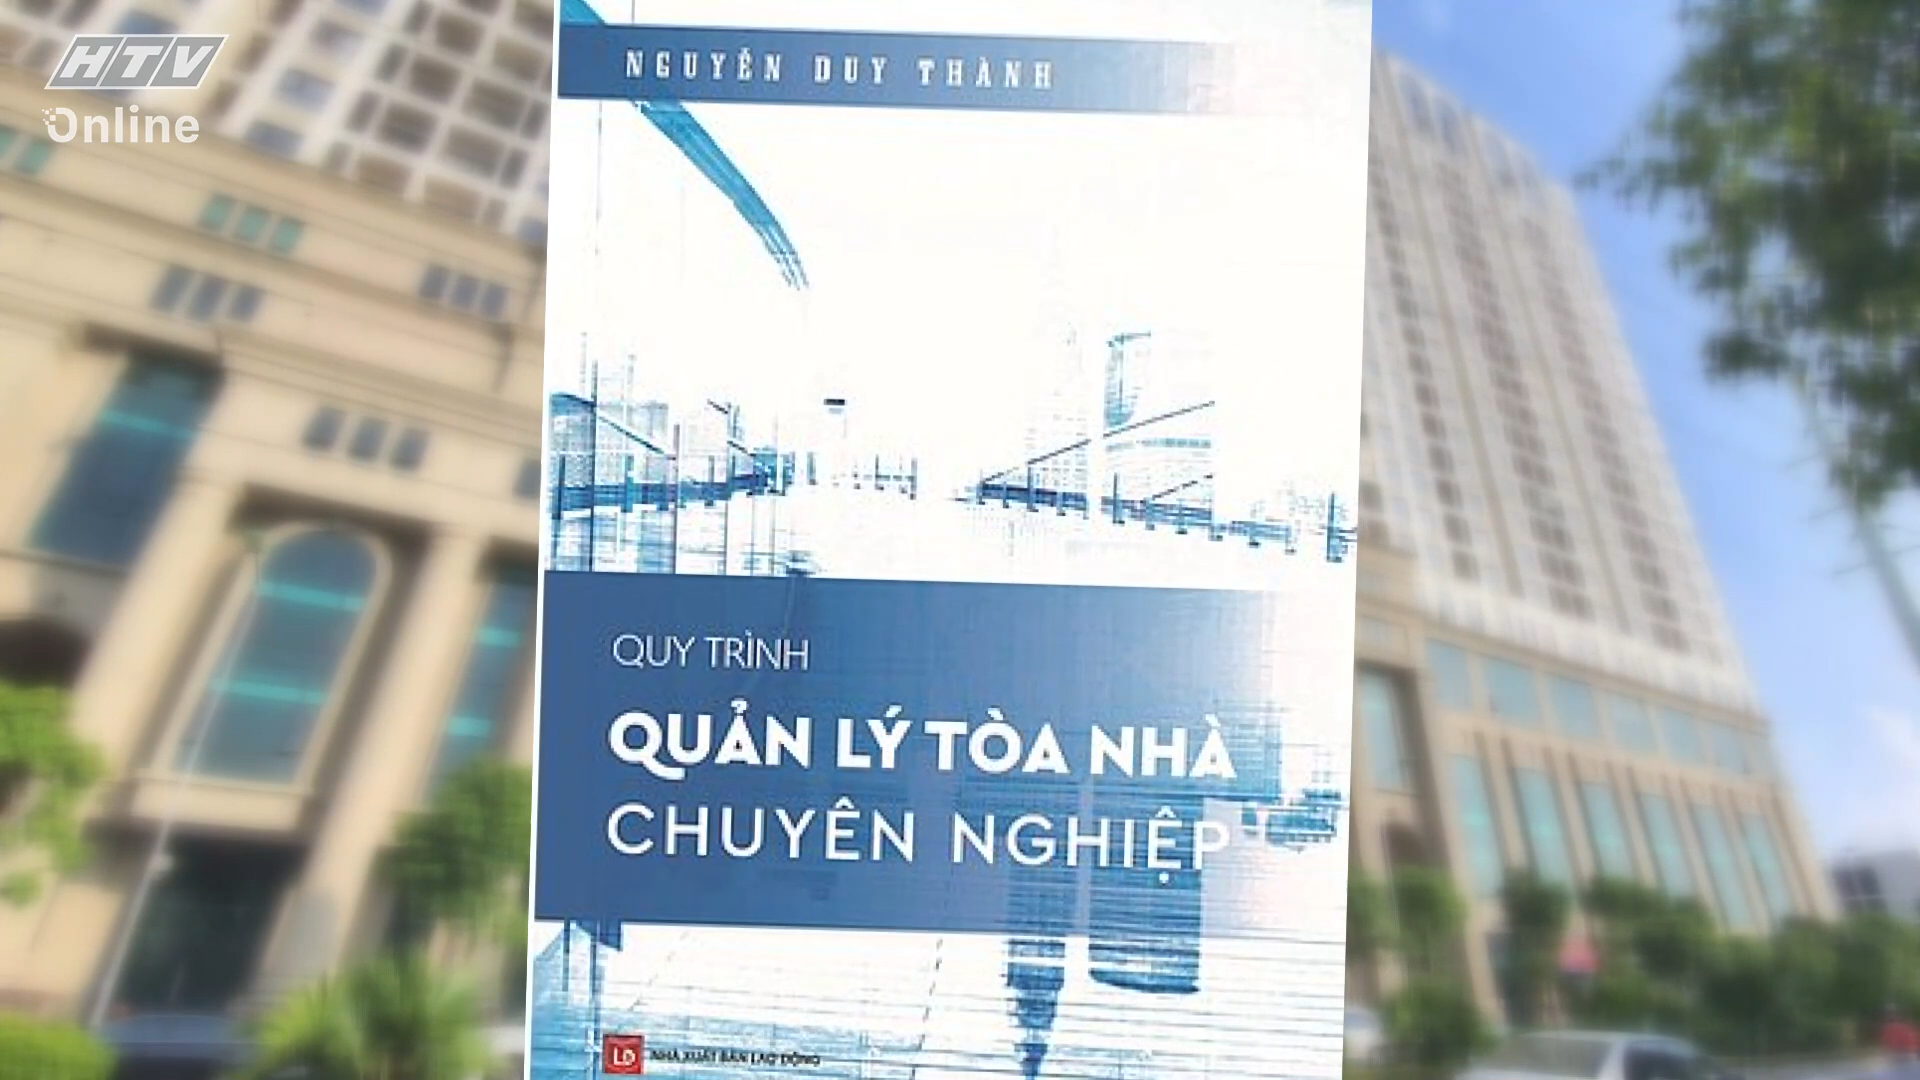 HTV
Online
NGUYỄN DUY THÀNH
QUY TRÌNH
QUẢN LÝ TÒA NHÀ
CHUYÊN NGHIỆP
LĐ NHÀ XUẤT BẢN LAO ĐỘNG